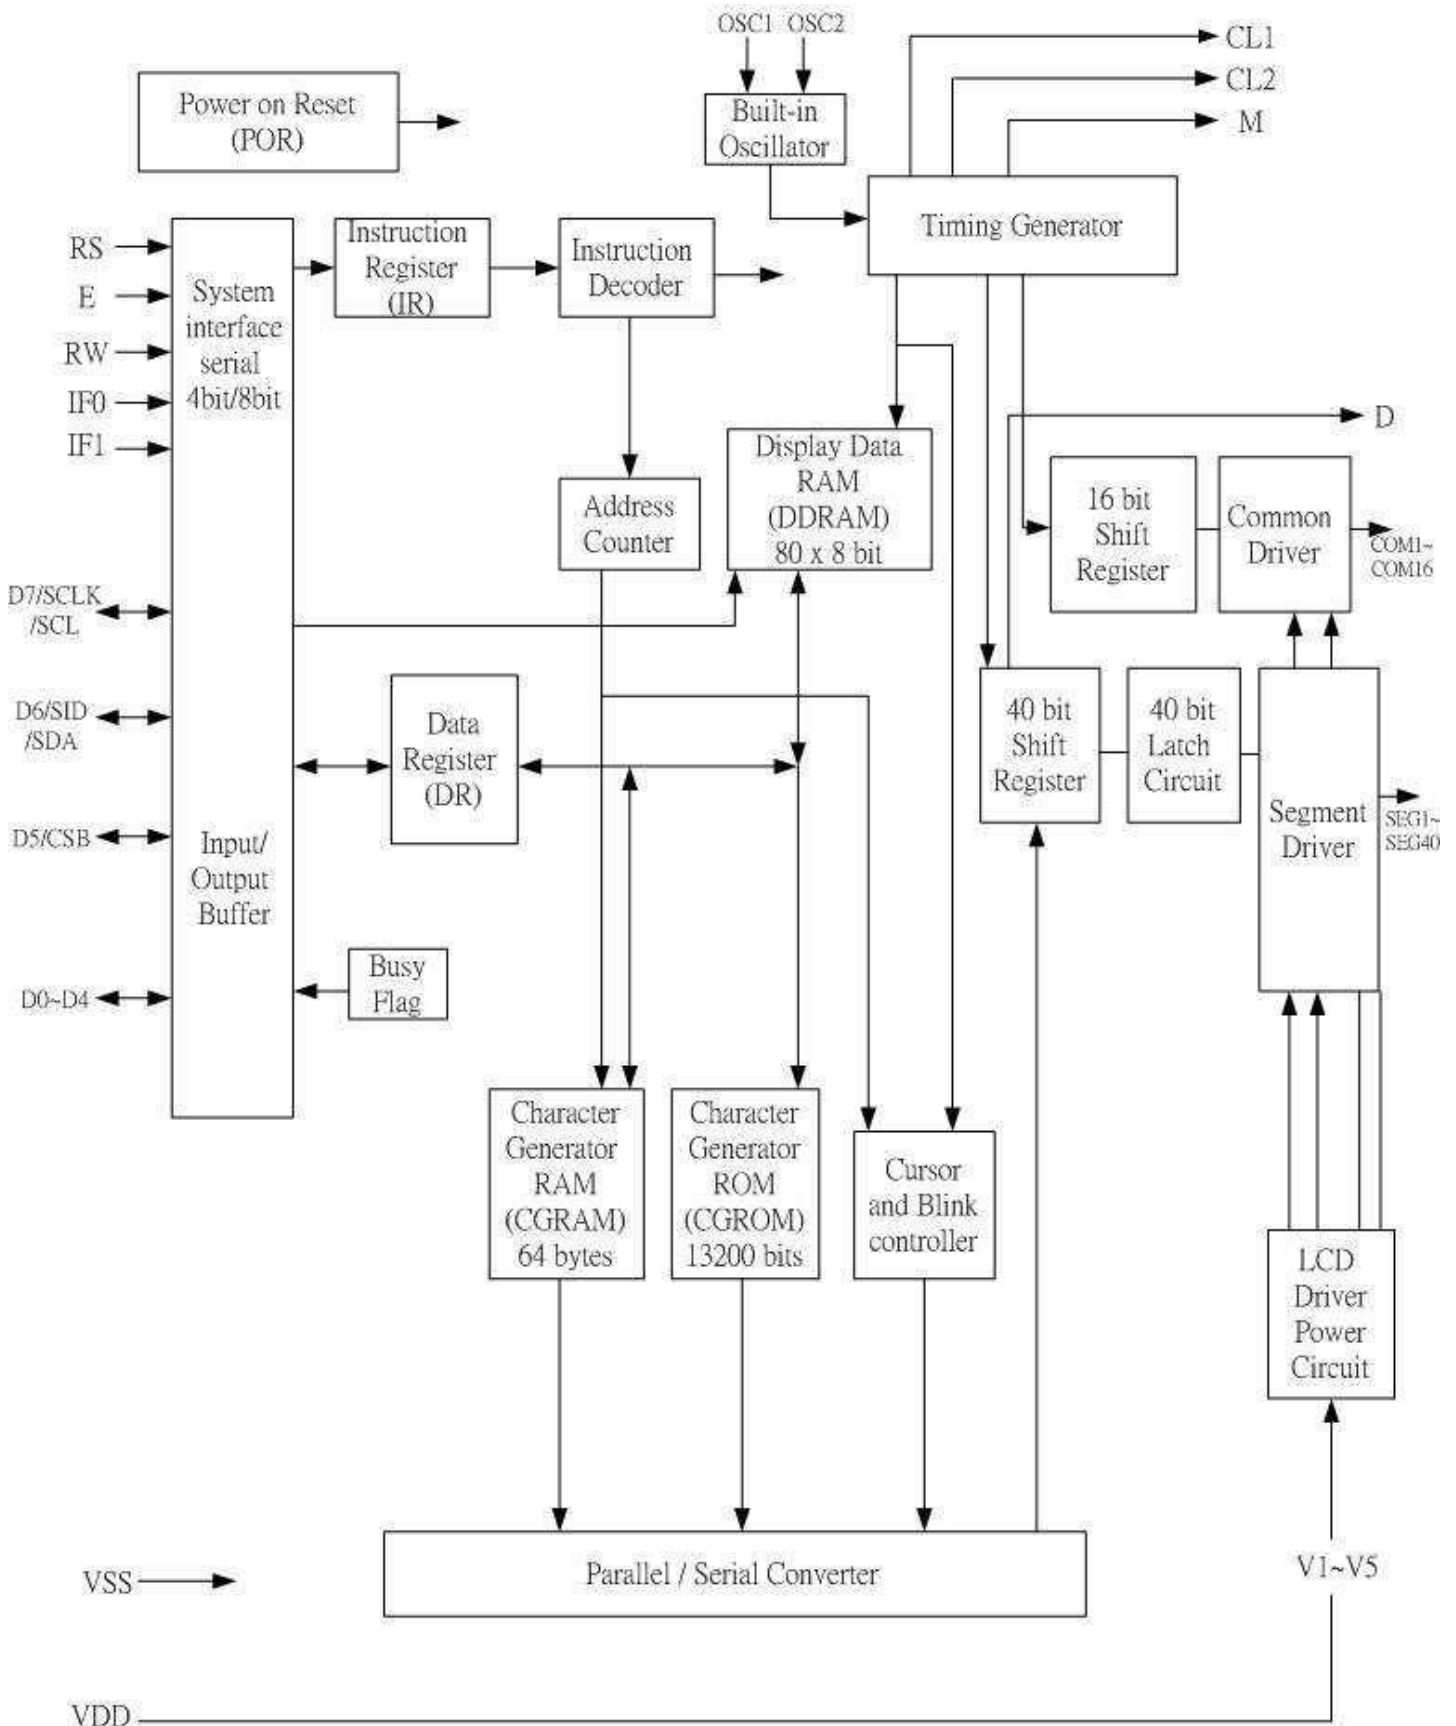 OSC1 OSC2
CL1
CL2
M
Power on Reset
(POR)
Built-in
Oscillator
Timing Generator
RS
E
RW
IF0
IF1
System
interface
serial
4bit/8bit
Instruction
Register
(IR)
Instruction
Decoder
D
Display Data
RAM
(DDRAM)
80 x 8 bit
Address
Counter
16 bit
Shift
Register
Common
Driver
COM1~
COM16
D7/SCLK
/SCL
D6/SID
/SDA
D5/CSB
D0~D4
Input/
Output
Buffer
Data
Register
(DR)
Busy
Flag
40 bit
Shift
Register
40 bit
Latch
Circuit
Segment
Driver
SEG1~
SEG40
Character
Generator
RAM
(CGRAM)
64 bytes
Character
Generator
ROM
(CGROM)
13200 bits
Cursor
and Blink
controller
LCD
Driver
Power
Circuit
Parallel / Serial Converter
VSS
V1~V5
VDD